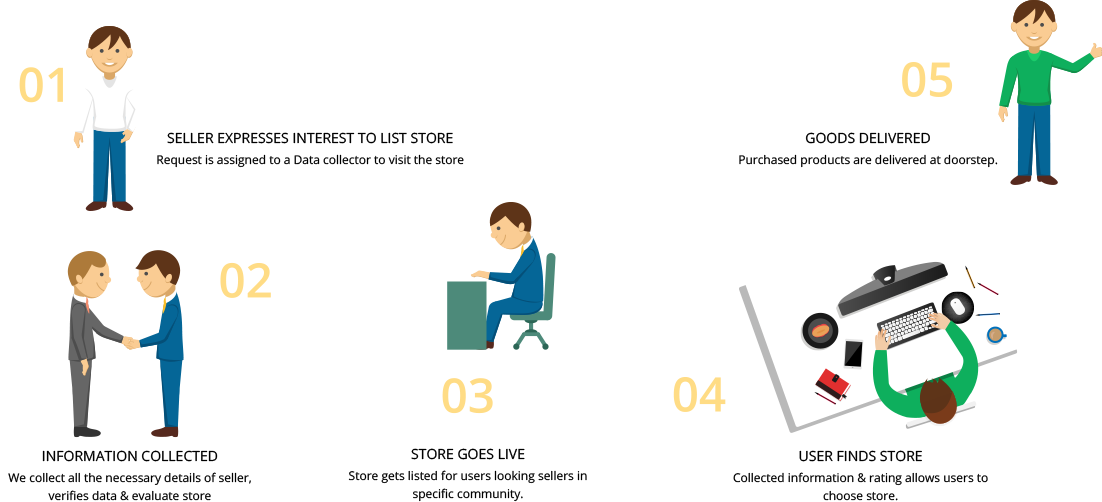 01
SELLER EXPRESSES INTEREST TO LIST STORE
Request is assigned to a Data collector to visit the store
02
INFORMATION COLLECTED
We collect all the necessary details of seller,
verifies data & evaluate store
03
STORE GOES LIVE
Store gets listed for users looking sellers in
specific community.
04
USER FINDS STORE
Collected information & rating allows users to
choose store.
05
GOODS DELIVERED
Purchased products are delivered at doorstep.